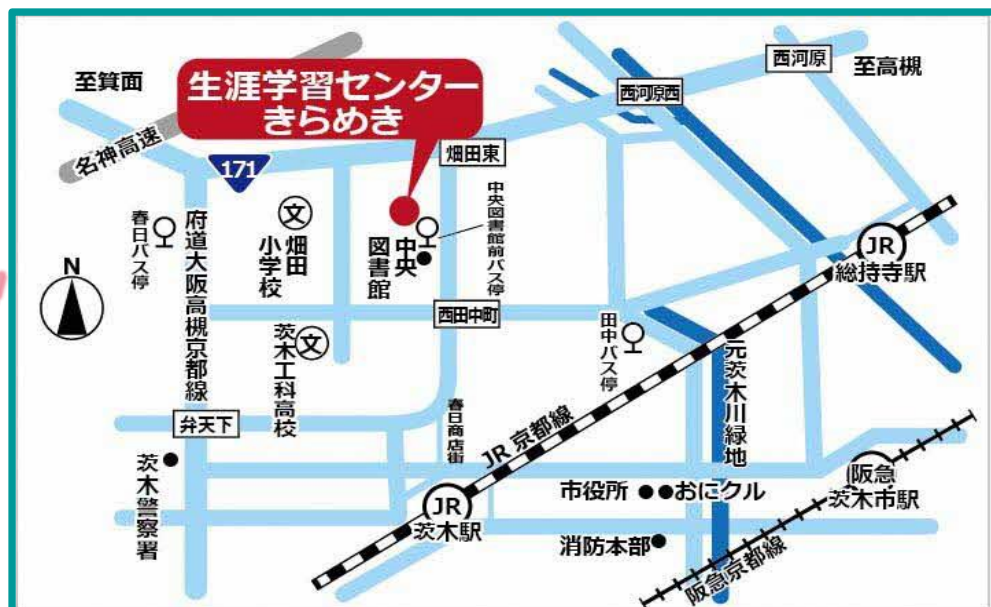 至箕面
名神高速
生涯学習センター
きらめき
西河原
至高槻
西河原西
畑田東
171
春日バス停
府道大阪高槻京都線
文
畑田
小学校
中央
図書館
中央図書館前バス停
JR
総持寺駅
N
西田中町
文
茨木工科高校
田中バス停
元茨木川緑地
弁天下
春日商店街
JR 京都線
茨木警察署
JR
茨木駅
市役所
おにクル
阪急
茨木市駅
消防本部
阪急京都線